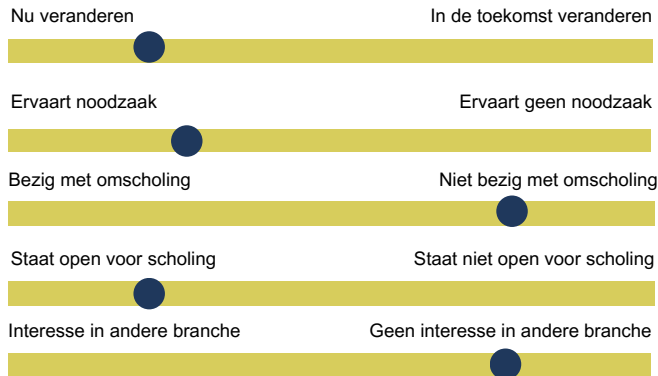 Nu veranderen In de toekomst veranderen
Ervaart noodzaak Ervaart geen noodzaak
Bezig met omscholing Niet bezig met omscholing
Staat open voor scholing Staat niet open voor scholing
Interesse in andere branche Geen interesse in andere branche